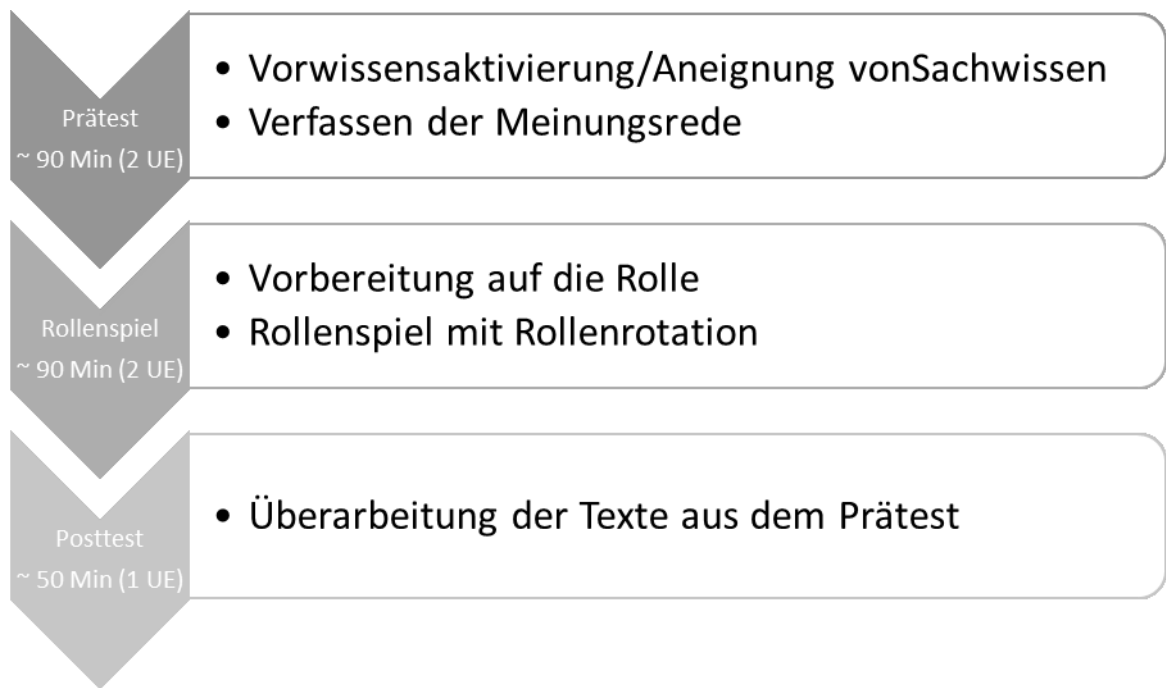 Prätest
~ 90 Min (2 UE)
• Vorwissensaktivierung/Aneignung vonSachwissen
• Verfassen der Meinungsrede
Rollenspiel
~ 90 Min (2 UE)
• Vorbereitung auf die Rolle
• Rollenspiel mit Rollenrotation
Posttest
~ 50 Min (1 UE)
• Überarbeitung der Texte aus dem Prätest